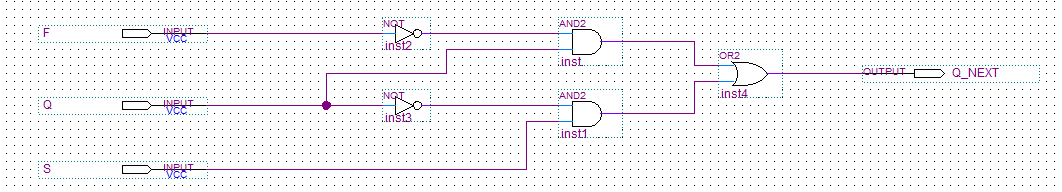 F INPUT
VCC
NOT
inst2
AND2
inst
OR2
inst4
OUTPUT Q_NEXT
Q INPUT
VCC
NOT
inst3
AND2
inst1
S INPUT
VCC